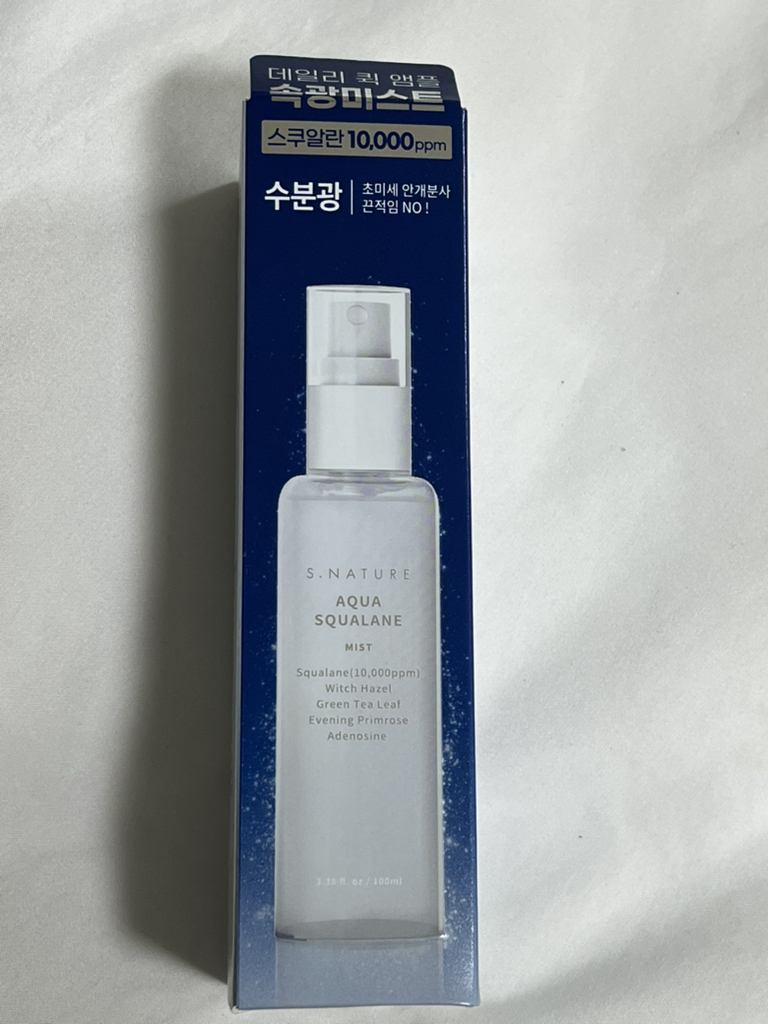 데일리 퀵 앰플
속광미스트
스쿠알란 10,000ppm
수분광
초미세 안개분사
끈적임 NO !
S.NATURE
AQUA
SQUALANE
MIST
Squalane(10,000ppm)
Witch Hazel
Green Tea Leaf
Evening Primrose
Adenosine
3.38 fl. oz / 100ml